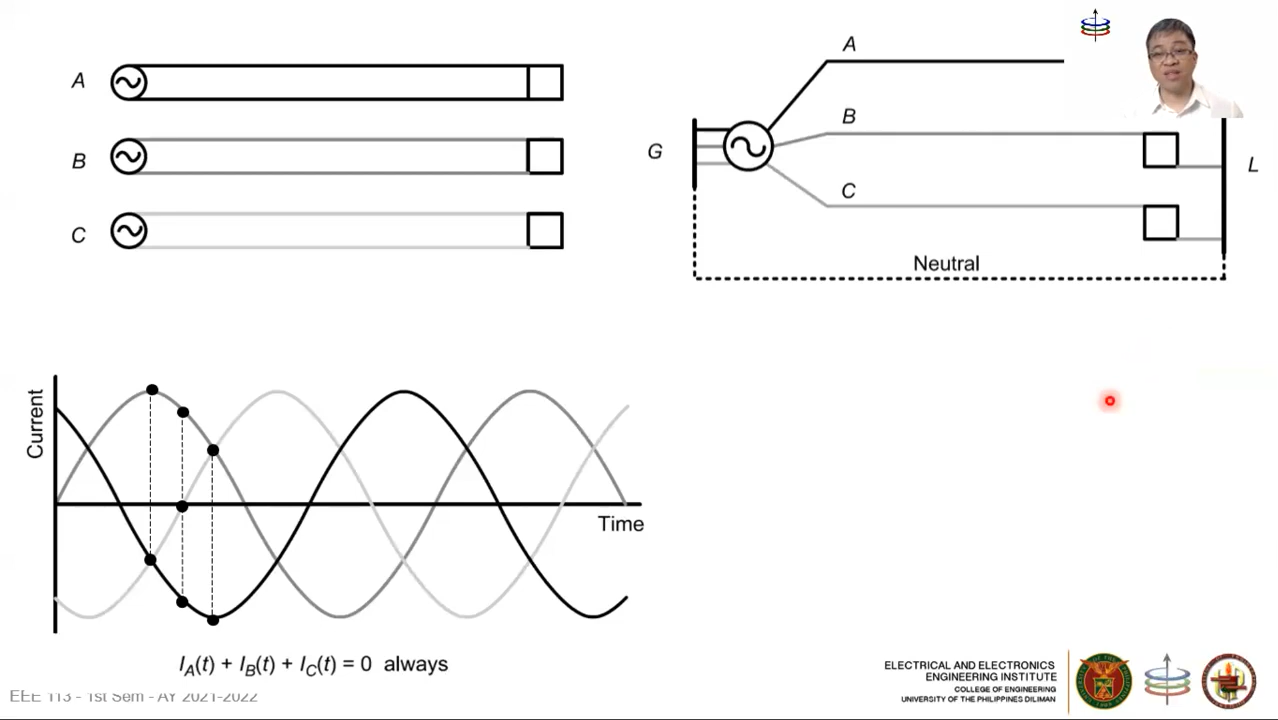 A
B
C
A
B
C
G
L
Neutral
Current
Time
I_A(t) + I_B(t) + I_C(t) = 0 always
EEE 113 - 1st Sem - AY 2021-2022
ELECTRICAL AND ELECTRONICS
ENGINEERING INSTITUTE
COLLEGE OF ENGINEERING
UNIVERSITY OF THE PHILIPPINES DILIMAN